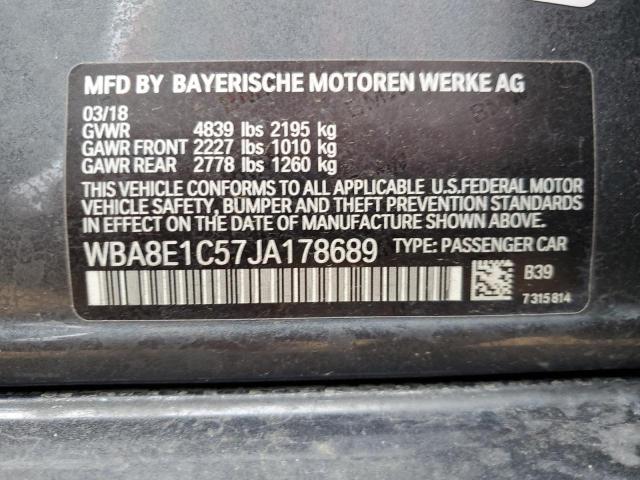 MFD BY BAYERISCHE MOTOREN WERKE AG
03/18
GVWR 4839 lbs 2195 kg
GAWR FRONT 2227 lbs 1010 kg
GAWR REAR 2778 lbs 1260 kg
THIS VEHICLE CONFORMS TO ALL APPLICABLE U.S.FEDERAL MOTOR
VEHICLE SAFETY, BUMPER AND THEFT PREVENTION STANDARDS
IN EFFECT ON THE DATE OF MANUFACTURE SHOWN ABOVE.
WBA8E1C57JA178689 TYPE: PASSENGER CAR
B39
7315814